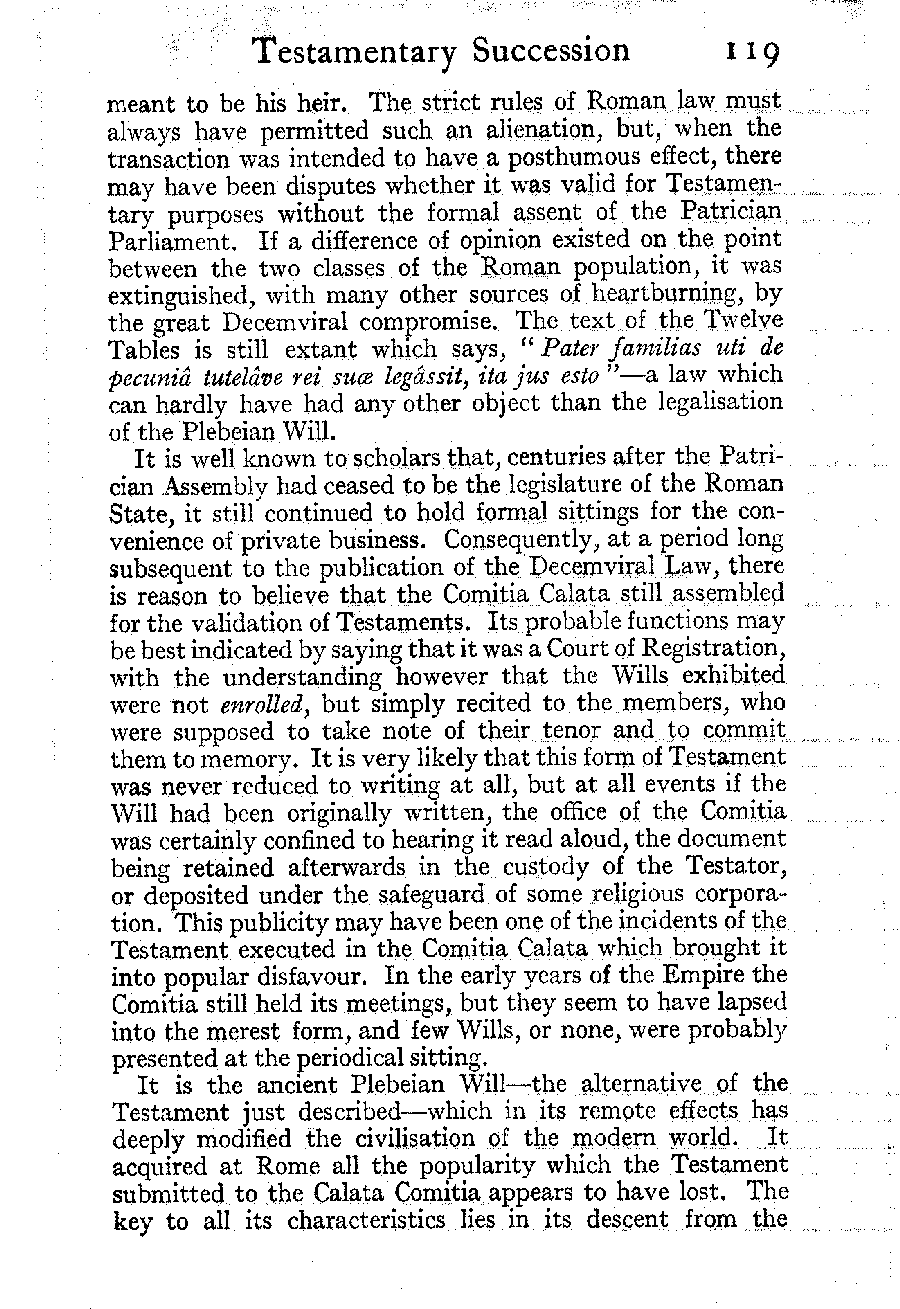 Testamentary Succession 119
meant to be his heir. The strict rules of Roman law must
always have permitted such an alienation, but, when the
transaction was intended to have a posthumous effect, there
may have been disputes whether it was valid for Testamen-
tary purposes without the formal assent of the Patrician
Parliament. If a difference of opinion existed on the point
between the two classes of the Roman population, it was
extinguished, with many other sources of heartburning, by
the great Decemviral compromise. The text of the Twelve
Tables is still extant which says, “ Pater familias uti de
pecuniâ tutelâve rei suæ legâssit, ita jus esto ”—a law which
can hardly have had any other object than the legalisation
of the Plebeian Will.
It is well known to scholars that, centuries after the Patri-
cian Assembly had ceased to be the legislature of the Roman
State, it still continued to hold formal sittings for the con-
venience of private business. Consequently, at a period long
subsequent to the publication of the Decemviral Law, there
is reason to believe that the Comitia Calata still assembled
for the validation of Testaments. Its probable functions may
be best indicated by saying that it was a Court of Registration,
with the understanding however that the Wills exhibited
were not enrolled, but simply recited to the members, who
were supposed to take note of their tenor and to commit
them to memory. It is very likely that this form of Testament
was never reduced to writing at all, but at all events if the
Will had been originally written, the office of the Comitia
was certainly confined to hearing it read aloud, the document
being retained afterwards in the custody of the Testator,
or deposited under the safeguard of some religious corpora-
tion. This publicity may have been one of the incidents of the
Testament executed in the Comitia Calata which brought it
into popular disfavour. In the early years of the Empire the
Comitia still held its meetings, but they seem to have lapsed
into the merest form, and few Wills, or none, were probably
presented at the periodical sitting.
It is the ancient Plebeian Will—the alternative of the
Testament just described—which in its remote effects has
deeply modified the civilisation of the modern world. It
acquired at Rome all the popularity which the Testament
submitted to the Calata Comitia appears to have lost. The
key to all its characteristics lies in its descent from the